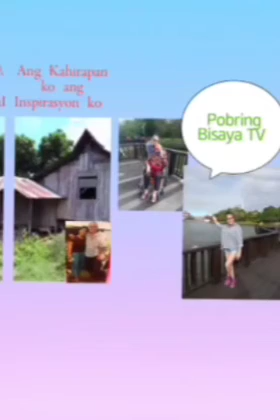 Ang Kahirapan
ko ang
Inspirasyon ko
Pobring
Bisaya TV